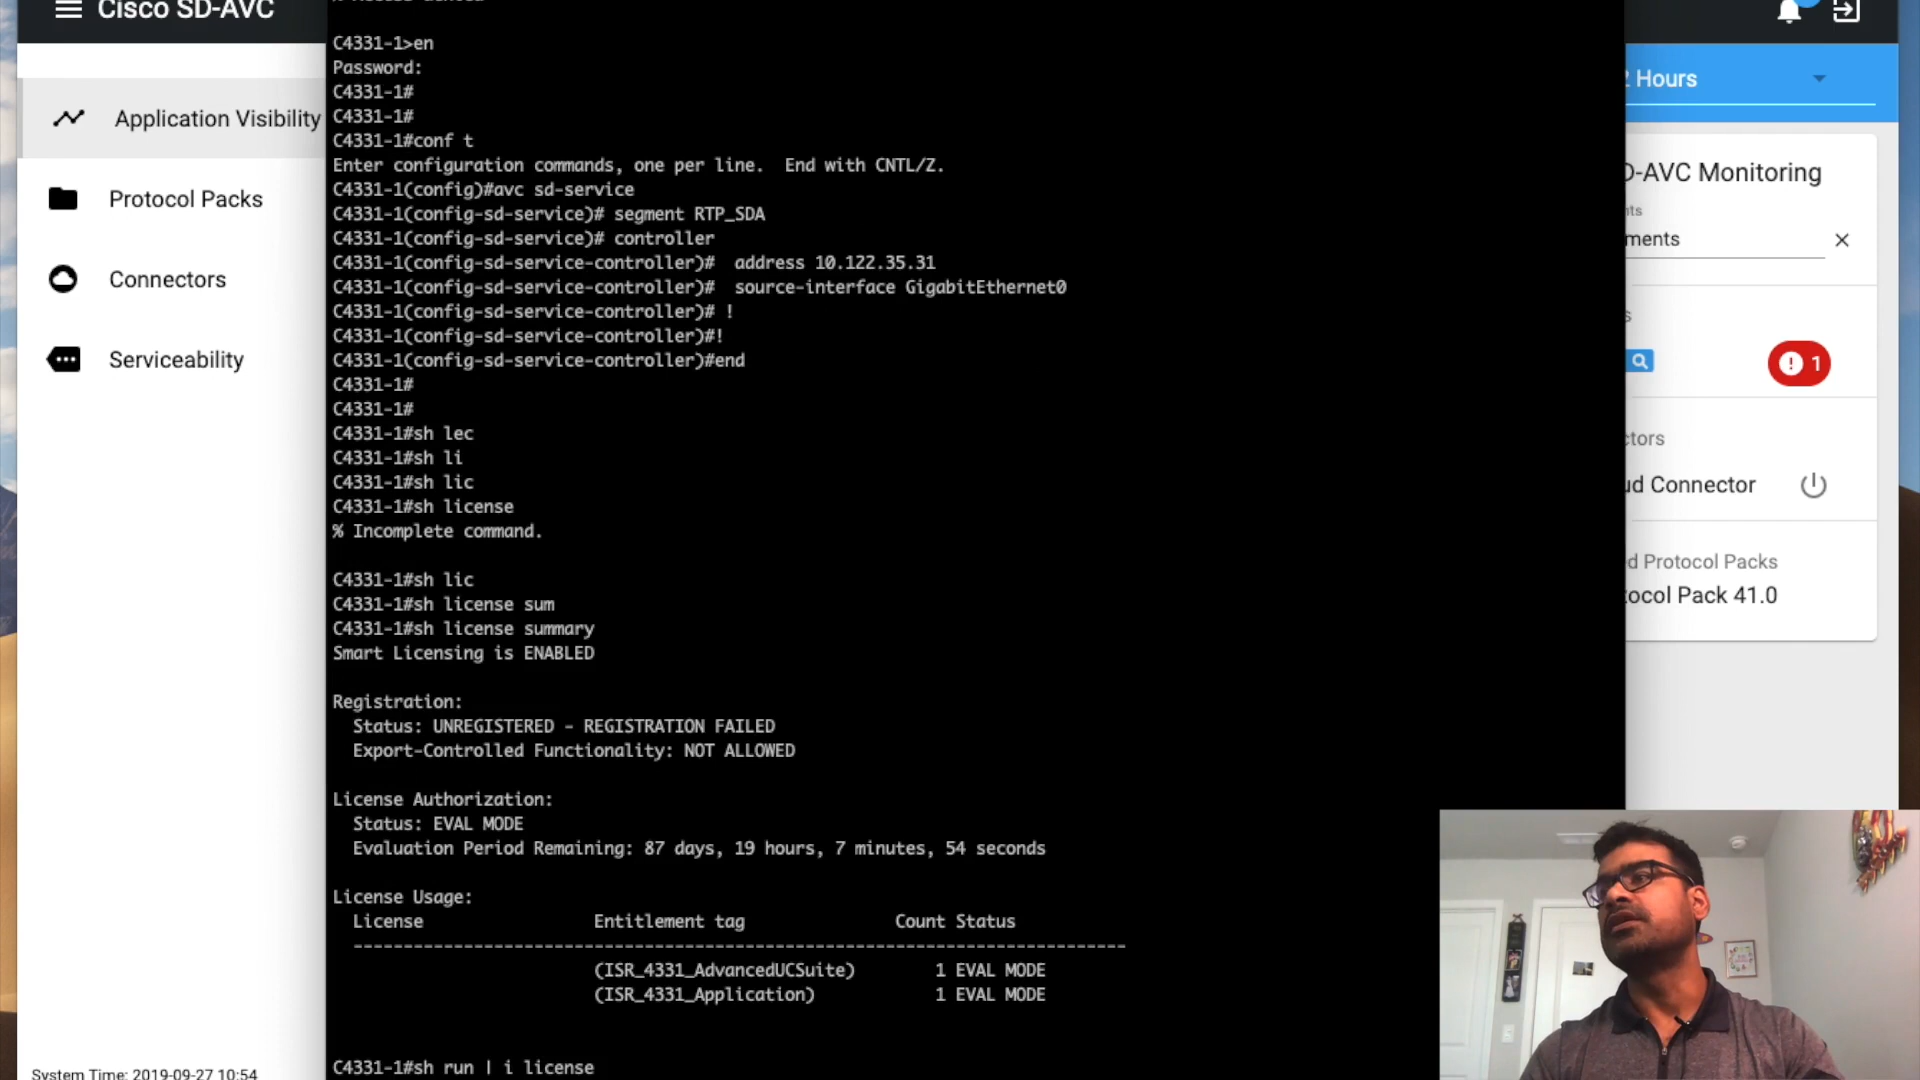 Cisco SD-AVC
C4331-1>en
Password:
C4331-1#
C4331-1#
C4331-1#conf t
Enter configuration commands, one per line.  End with CNTL/Z.
C4331-1(config)#avc sd-service
C4331-1(config-sd-service)# segment RTP_SDA
C4331-1(config-sd-service)# controller
C4331-1(config-sd-service-controller)#  address 10.122.35.31
C4331-1(config-sd-service-controller)#  source-interface GigabitEthernet0
C4331-1(config-sd-service-controller)# !
C4331-1(config-sd-service-controller)#!
C4331-1(config-sd-service-controller)#end
C4331-1#
C4331-1#
C4331-1#sh lec
C4331-1#sh li
C4331-1#sh lic
C4331-1#sh license
% Incomplete command.
C4331-1#sh lic
C4331-1#sh license sum
C4331-1#sh license summary
Smart Licensing is ENABLED
Registration:
Status: UNREGISTERED - REGISTRATION FAILED
Export-Controlled Functionality: NOT ALLOWED
License Authorization:
Status: EVAL MODE
Evaluation Period Remaining: 87 days, 19 hours, 7 minutes, 54 seconds
License Usage:
License Entitlement tag Count Status
-----------------------------------------------------------------------------
(ISR_4331_AdvancedUCSuite) 1 EVAL MODE
(ISR_4331_Application) 1 EVAL MODE
C4331-1#sh run | i license
Application Visibility
Protocol Packs
Connectors
Serviceability
System Time: 2019-09-27 10:54
2 Hours
D-AVC Monitoring
nts
ments
s
1
ctors
ud Connector
d Protocol Packs
tocol Pack 41.0